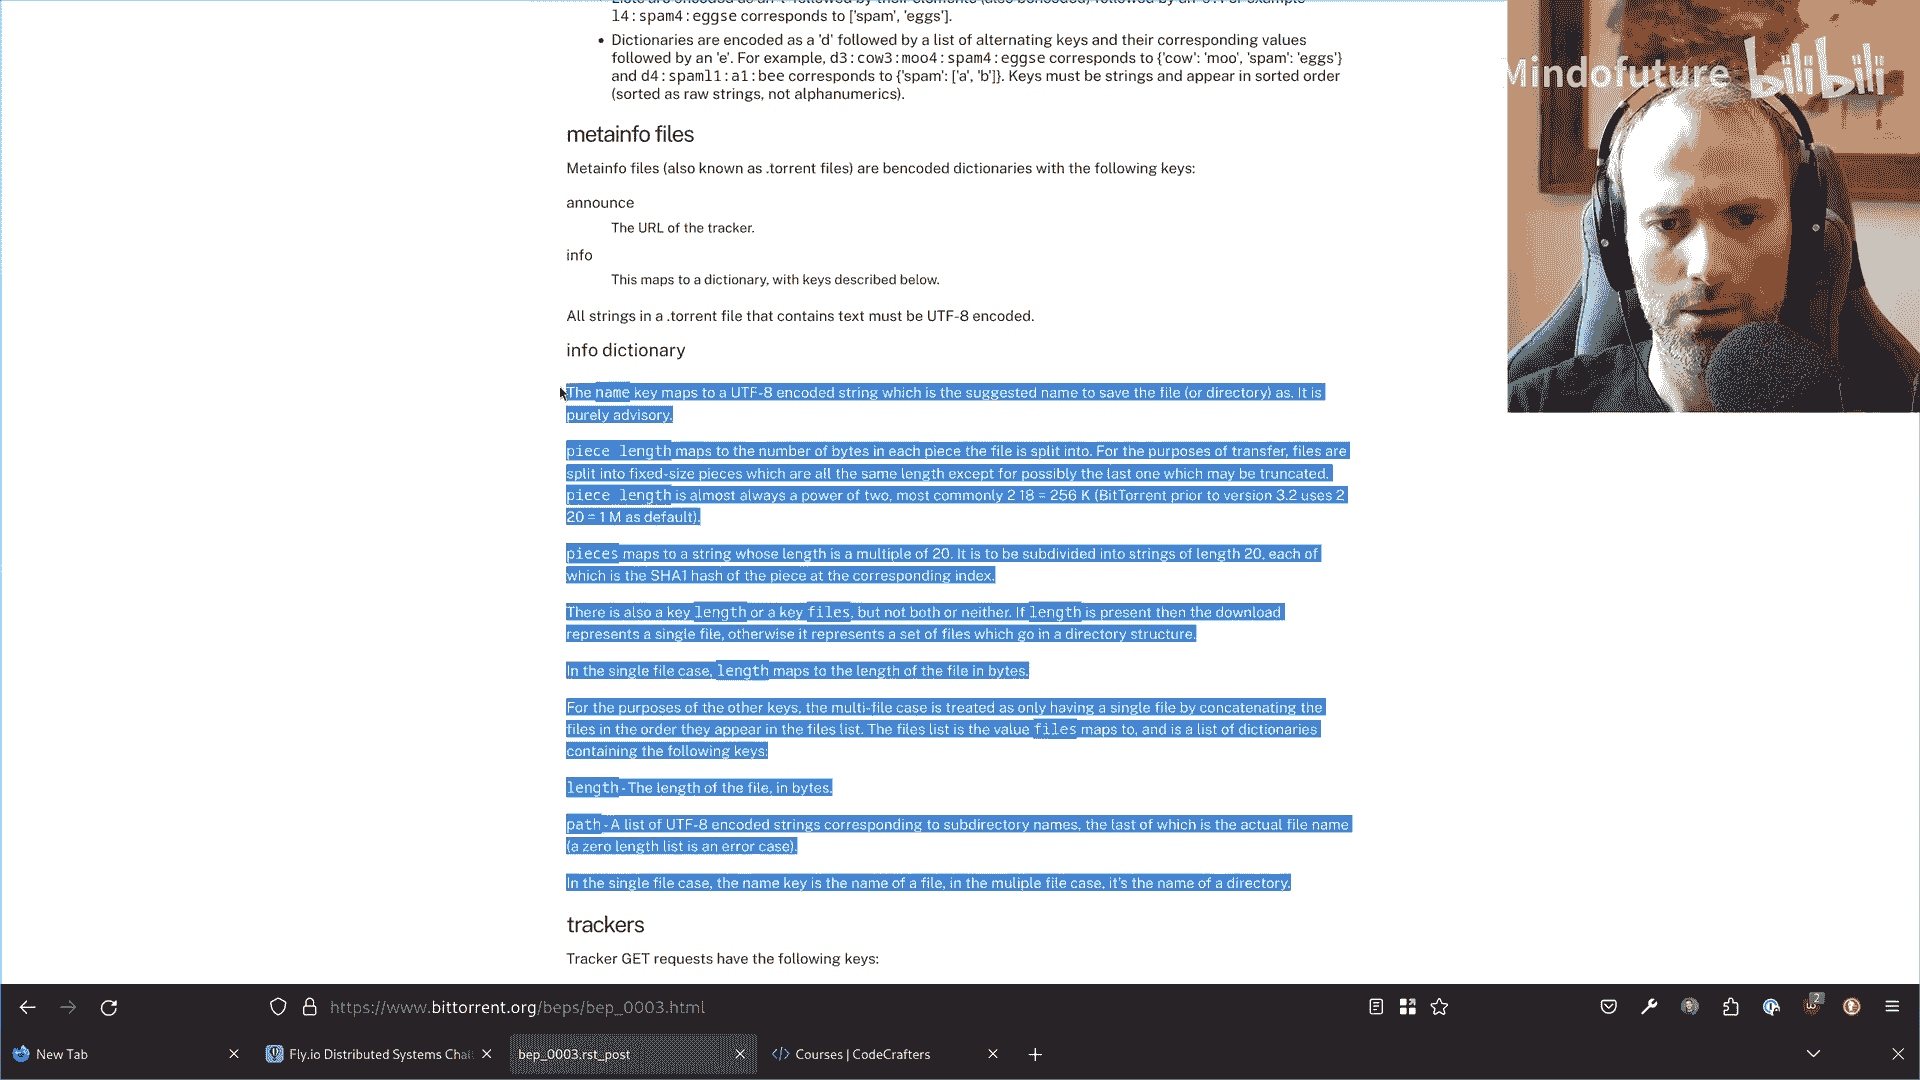 l4:spam4:eggse corresponds to ['spam', 'eggs'].
• Dictionaries are encoded as a 'd' followed by a list of alternating keys and their corresponding values
followed by an 'e'. For example, d3:cow3:moo4:spam4:eggse corresponds to {'cow': 'moo', 'spam': 'eggs'}
and d4:spaml1:a1:bee corresponds to {'spam': ['a', 'b']}. Keys must be strings and appear in sorted order
(sorted as raw strings, not alphanumerics).
Mindofuture bilibili
metainfo files
Metainfo files (also known as .torrent files) are bencoded dictionaries with the following keys:
announce
The URL of the tracker.
info
This maps to a dictionary, with keys described below.
All strings in a .torrent file that contains text must be UTF-8 encoded.
info dictionary
The name key maps to a UTF-8 encoded string which is the suggested name to save the file (or directory) as. It is
purely advisory.
piece length maps to the number of bytes in each piece the file is split into. For the purposes of transfer, files are
split into fixed-size pieces which are all the same length except for possibly the last one which may be truncated.
piece length is almost always a power of two, most commonly 2 18 = 256 K (BitTorrent prior to version 3.2 uses 2
20 = 1 M as default).
pieces maps to a string whose length is a multiple of 20. It is to be subdivided into strings of length 20, each of
which is the SHA1 hash of the piece at the corresponding index.
There is also a key length or a key files, but not both or neither. If length is present then the download
represents a single file, otherwise it represents a set of files which go in a directory structure.
In the single file case, length maps to the length of the file in bytes.
For the purposes of the other keys, the multi-file case is treated as only having a single file by concatenating the
files in the order they appear in the files list. The files list is the value files maps to, and is a list of dictionaries
containing the following keys:
length - The length of the file, in bytes.
path - A list of UTF-8 encoded strings corresponding to subdirectory names, the last of which is the actual file name
(a zero length list is an error case).
In the single file case, the name key is the name of a file, in the muliple file case, it's the name of a directory.
trackers
Tracker GET requests have the following keys:
https://www.bittorrent.org/beps/bep_0003.html
2
New Tab
Fly.io Distributed Systems Chal
bep_0003.rst_post
</> Courses | CodeCrafters